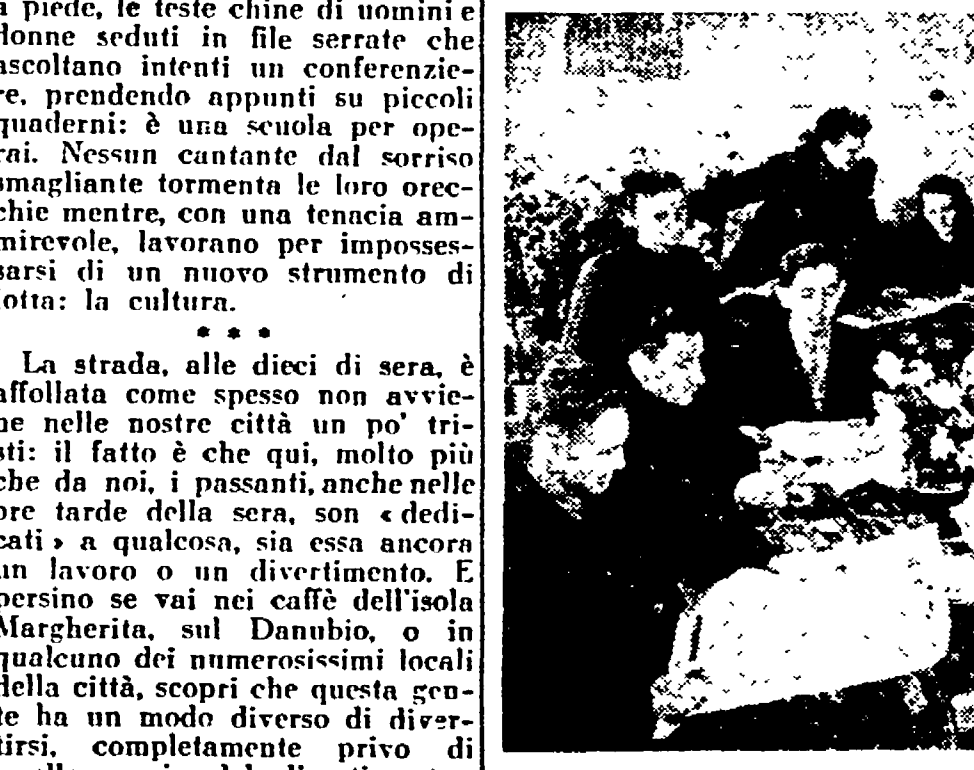 a piede, le teste chine di uomini e
donne seduti in file serrate che
ascoltano intenti un conferenzie-
re, prendendo appunti su piccoli
quaderni: è una scuola per ope-
rai. Nessun cantante dal sorriso
smagliante tormenta le loro orec-
chie mentre, con una tenacia am-
mirevole, lavorano per imposses-
sarsi di un nuovo strumento di
lotta: la cultura.
* * *
La strada, alle dieci di sera, è
affollata come spesso non avvie-
ne nelle nostre città un po' tri-
sti: il fatto è che qui, molto più
che da noi, i passanti, anche nelle
ore tarde della sera, son « dedi-
cati » a qualcosa, sia essa ancora
un lavoro o un divertimento. E
persino se vai nei caffè dell'isola
Margherita, sul Danubio, o in
qualcuno dei numerosissimi locali
della città, scopri che questa gen-
te ha un modo diverso di diver-
tirsi, completamente privo di